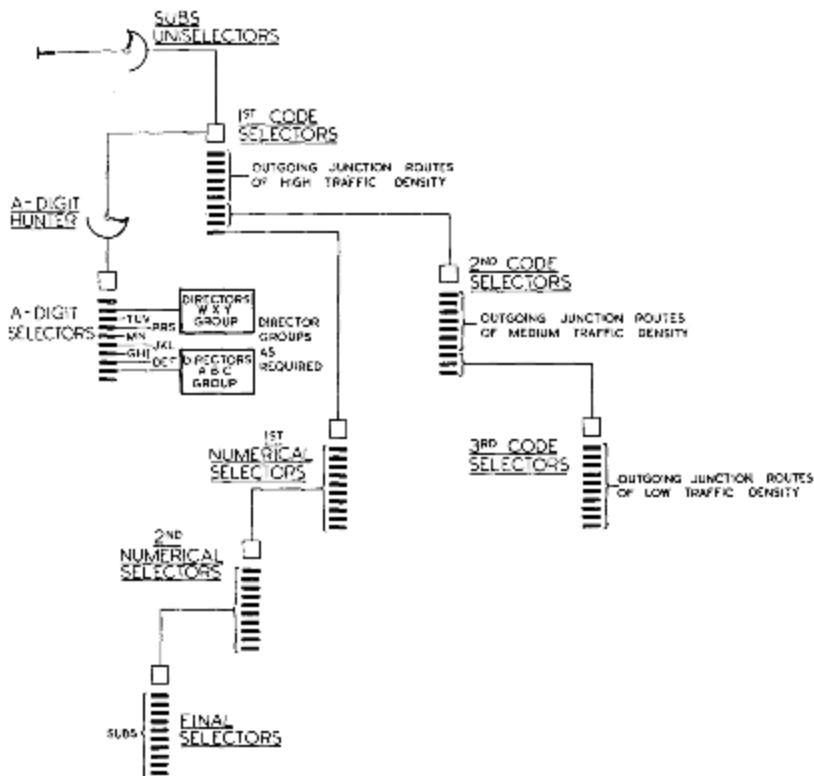 SUBS
UNISELECTORS
1ST CODE
SELECTORS
OUTGOING JUNCTION ROUTES
OF HIGH TRAFFIC DENSITY
A-DIGIT
HUNTER
2ND CODE
SELECTORS
OUTGOING JUNCTION ROUTES
OF MEDIUM TRAFFIC DENSITY
A-DIGIT
SELECTORS
TUV
PRS
MN
JKL
GHI
DEF
DIRECTORS
W X Y
GROUP
DIRECTORS
A B C
GROUP
DIRECTOR
GROUPS
AS
REQUIRED
1ST
NUMERICAL
SELECTORS
3RD CODE
SELECTORS
OUTGOING JUNCTION ROUTES
OF LOW TRAFFIC DENSITY
2ND
NUMERICAL
SELECTORS
SUBS
FINAL
SELECTORS